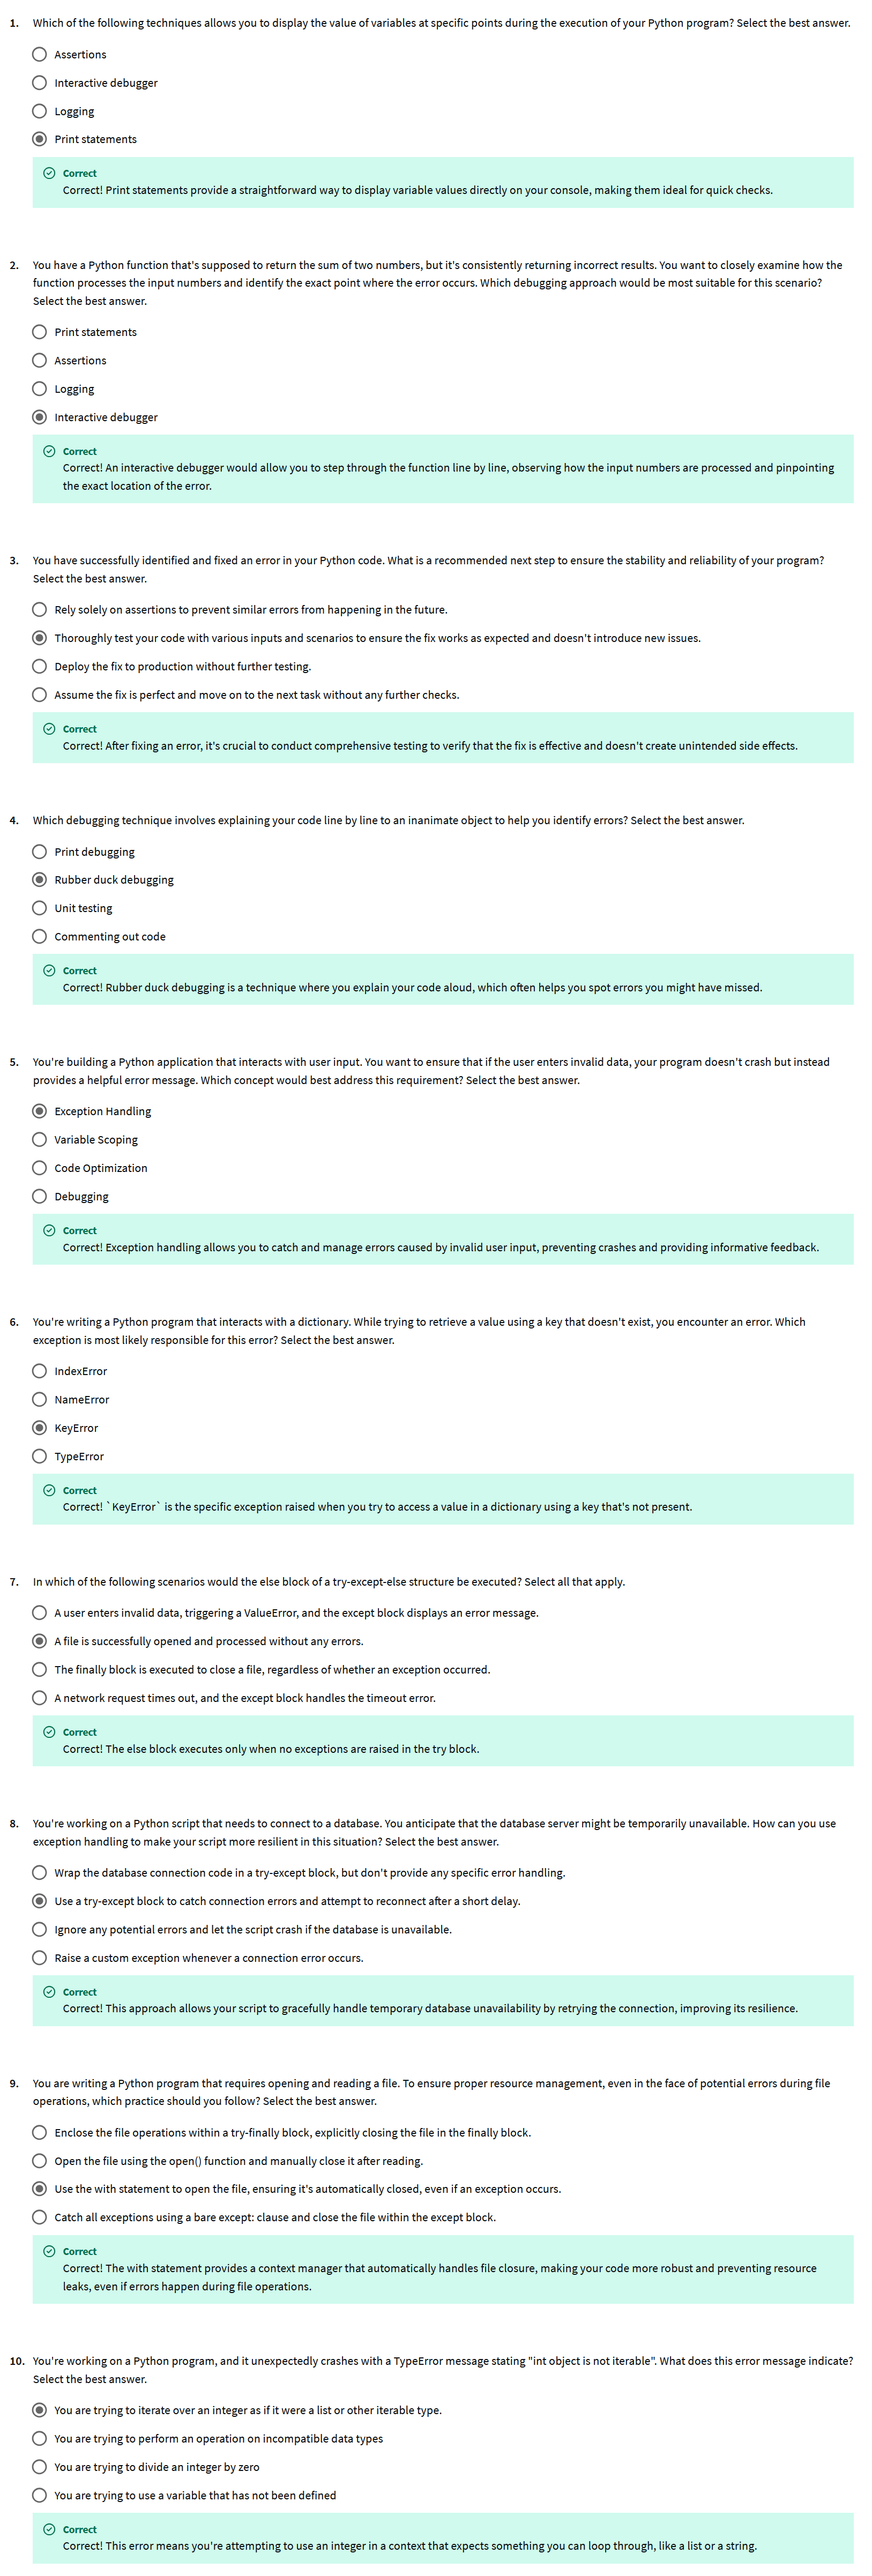 1. Which of the following techniques allows you to display the value of variables at specific points during the execution of your Python program? Select the best answer.
Assertions
Interactive debugger
Logging
Print statements
Correct
Correct! Print statements provide a straightforward way to display variable values directly on your console, making them ideal for quick checks.
2. You have a Python function that's supposed to return the sum of two numbers, but it's consistently returning incorrect results. You want to closely examine how the
function processes the input numbers and identify the exact point where the error occurs. Which debugging approach would be most suitable for this scenario?
Select the best answer.
Print statements
Assertions
Logging
Interactive debugger
Correct
Correct! An interactive debugger would allow you to step through the function line by line, observing how the input numbers are processed and pinpointing
the exact location of the error.
3. You have successfully identified and fixed an error in your Python code. What is a recommended next step to ensure the stability and reliability of your program?
Select the best answer.
Rely solely on assertions to prevent similar errors from happening in the future.
Thoroughly test your code with various inputs and scenarios to ensure the fix works as expected and doesn't introduce new issues.
Deploy the fix to production without further testing.
Assume the fix is perfect and move on to the next task without any further checks.
Correct
Correct! After fixing an error, it's crucial to conduct comprehensive testing to verify that the fix is effective and doesn't create unintended side effects.
4. Which debugging technique involves explaining your code line by line to an inanimate object to help you identify errors? Select the best answer.
Print debugging
Rubber duck debugging
Unit testing
Commenting out code
Correct
Correct! Rubber duck debugging is a technique where you explain your code aloud, which often helps you spot errors you might have missed.
5. You're building a Python application that interacts with user input. You want to ensure that if the user enters invalid data, your program doesn't crash but instead
provides a helpful error message. Which concept would best address this requirement? Select the best answer.
Exception Handling
Variable Scoping
Code Optimization
Debugging
Correct
Correct! Exception handling allows you to catch and manage errors caused by invalid user input, preventing crashes and providing informative feedback.
6. You're writing a Python program that interacts with a dictionary. While trying to retrieve a value using a key that doesn't exist, you encounter an error. Which
exception is most likely responsible for this error? Select the best answer.
IndexError
NameError
KeyError
TypeError
Correct
Correct! `KeyError` is the specific exception raised when you try to access a value in a dictionary using a key that's not present.
7. In which of the following scenarios would the else block of a try-except-else structure be executed? Select all that apply.
A user enters invalid data, triggering a ValueError, and the except block displays an error message.
A file is successfully opened and processed without any errors.
The finally block is executed to close a file, regardless of whether an exception occurred.
A network request times out, and the except block handles the timeout error.
Correct
Correct! The else block executes only when no exceptions are raised in the try block.
8. You're working on a Python script that needs to connect to a database. You anticipate that the database server might be temporarily unavailable. How can you use
exception handling to make your script more resilient in this situation? Select the best answer.
Wrap the database connection code in a try-except block, but don't provide any specific error handling.
Use a try-except block to catch connection errors and attempt to reconnect after a short delay.
Ignore any potential errors and let the script crash if the database is unavailable.
Raise a custom exception whenever a connection error occurs.
Correct
Correct! This approach allows your script to gracefully handle temporary database unavailability by retrying the connection, improving its resilience.
9. You are writing a Python program that requires opening and reading a file. To ensure proper resource management, even in the face of potential errors during file
operations, which practice should you follow? Select the best answer.
Enclose the file operations within a try-finally block, explicitly closing the file in the finally block.
Open the file using the open() function and manually close it after reading.
Use the with statement to open the file, ensuring it's automatically closed, even if an exception occurs.
Catch all exceptions using a bare except: clause and close the file within the except block.
Correct
Correct! The with statement provides a context manager that automatically handles file closure, making your code more robust and preventing resource
leaks, even if errors happen during file operations.
10. You're working on a Python program, and it unexpectedly crashes with a TypeError message stating "int object is not iterable". What does this error message indicate?
Select the best answer.
You are trying to iterate over an integer as if it were a list or other iterable type.
You are trying to perform an operation on incompatible data types
You are trying to divide an integer by zero
You are trying to use a variable that has not been defined
Correct
Correct! This error means you're attempting to use an integer in a context that expects something you can loop through, like a list or a string.